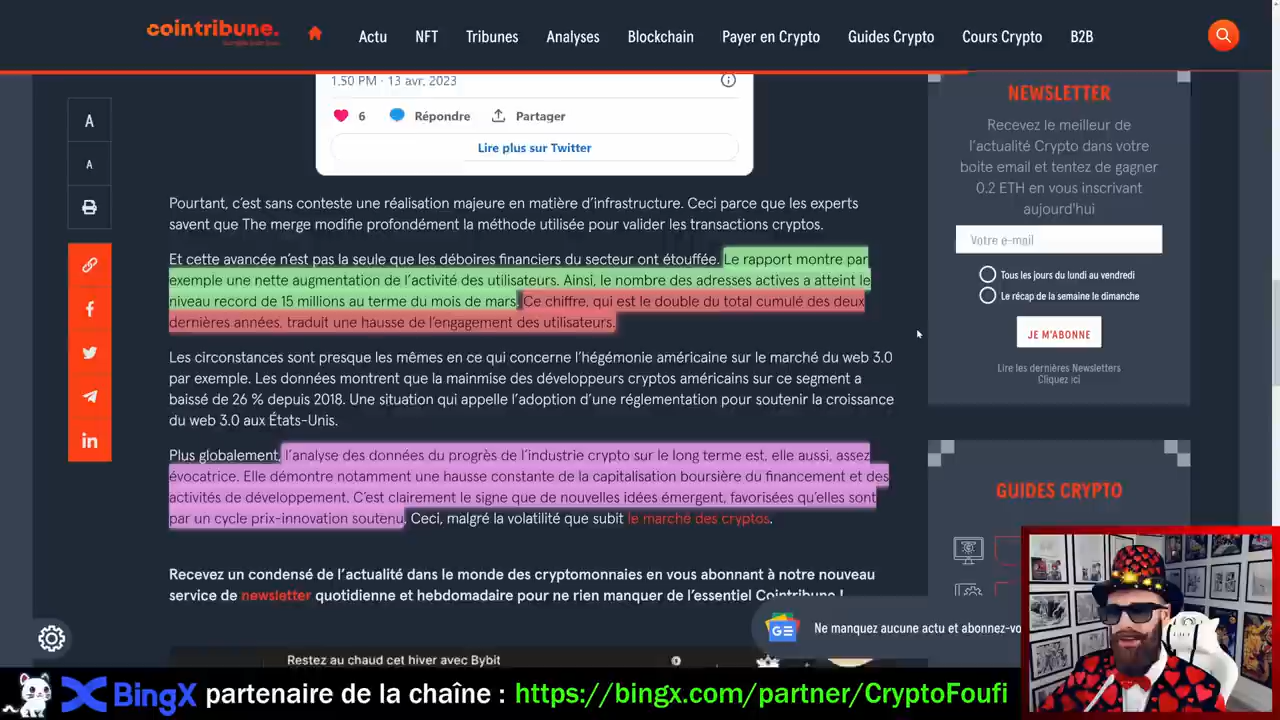 cointribune.
Actu
NFT
Tribunes
Analyses
Blockchain
Payer en Crypto
Guides Crypto
Cours Crypto
B2B
A
A
1.50 PM · 13 avr, 2023
6
Répondre
Partager
Lire plus sur Twitter
Pourtant, c'est sans conteste une réalisation majeure en matière d'infrastructure. Ceci parce que les experts
savent que The merge modifie profondément la méthode utilisée pour valider les transactions cryptos.
Et cette avancée n'est pas la seule que les déboires financiers du secteur ont étouffée. Le rapport montre par
exemple une nette augmentation de l'activité des utilisateurs. Ainsi, le nombre des adresses actives a atteint le
niveau record de 15 millions au terme du mois de mars. Ce chiffre, qui est le double du total cumulé des deux
dernières années, traduit une hausse de l'engagement des utilisateurs.
Les circonstances sont presque les mêmes en ce qui concerne l'hégémonie américaine sur le marché du web 3.0
par exemple. Les données montrent que la mainmise des développeurs cryptos américains sur ce segment a
baissé de 26 % depuis 2018. Une situation qui appelle l'adoption d'une réglementation pour soutenir la croissance
du web 3.0 aux États-Unis.
Plus globalement, l'analyse des données du progrès de l'industrie crypto sur le long terme est, elle aussi, assez
évocatrice. Elle démontre notamment une hausse constante de la capitalisation boursière du financement et des
activités de développement. C'est clairement le signe que de nouvelles idées émergent, favorisées qu'elles sont
par un cycle prix-innovation soutenu. Ceci, malgré la volatilité que subit le marché des cryptos.
Recevez un condensé de l'actualité dans le monde des cryptomonnaies en vous abonnant à notre nouveau
service de newsletter quotidienne et hebdomadaire pour ne rien manquer de l'essentiel Cointribune !
Restez au chaud cet hiver avec Bybit
NEWSLETTER
Recevez le meilleur de
l'actualité Crypto dans votre
boite email et tentez de gagner
0.2 ETH en vous inscrivant
aujourd'hui
Votre e-mail
Tous les jours du lundi au vendredi
Le récap de la semaine le dimanche
JE M'ABONNE
Lire les dernières Newsletters
Cliquez ici
GUIDES CRYPTO
Ne manquez aucune actu et abonnez-vo
BingX partenaire de la chaîne : https://bingx.com/partner/CryptoFoufi